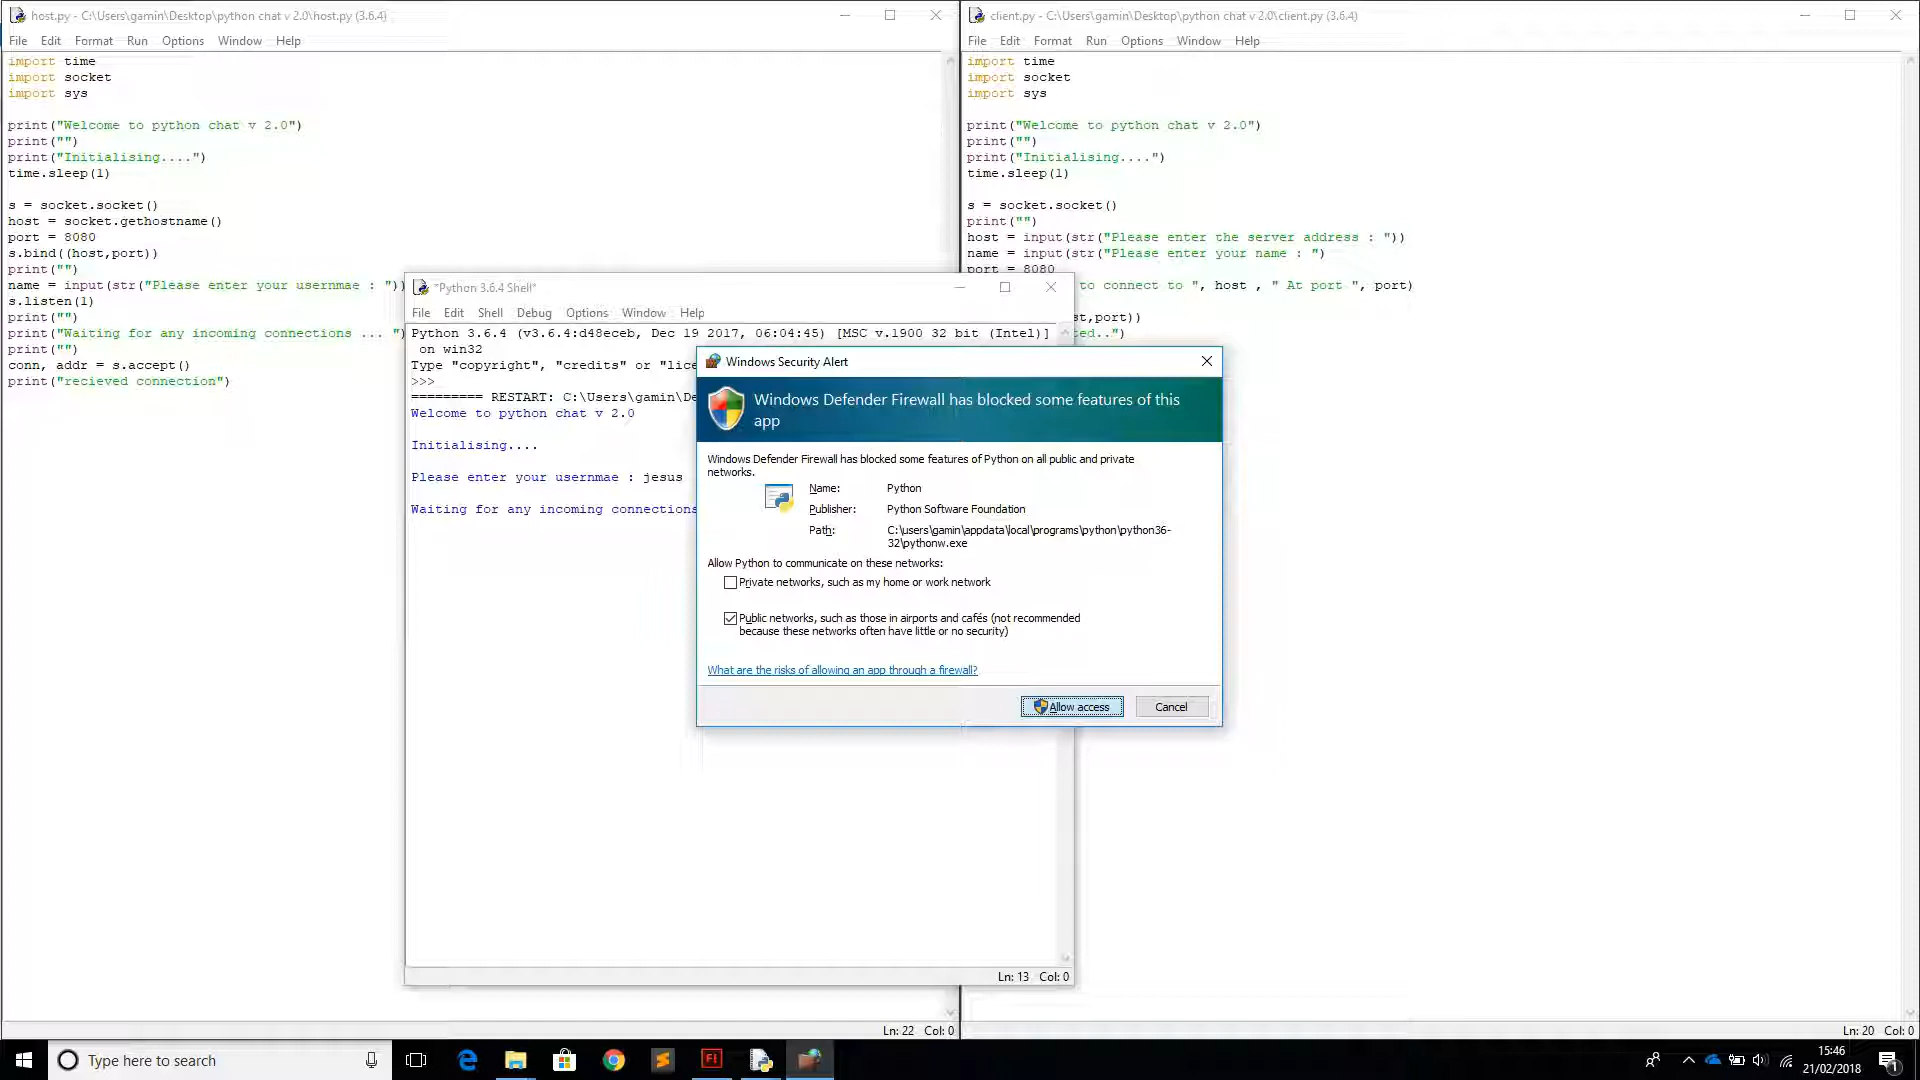 host.py - C:\Users\gamin\Desktop\python chat v 2.0\host.py (3.6.4)
File Edit Format Run Options Window Help
import time
import socket
import sys
print("Welcome to python chat v 2.0")
print("")
print("Initialising....")
time.sleep(1)
s = socket.socket()
host = socket.gethostname()
port = 8080
s.bind((host,port))
print("")
name = input(str("Please enter your usernmae : "))
s.listen(1)
print("")
print("Waiting for any incoming connections ... ")
print("")
conn, addr = s.accept()
print("recieved connection")
Ln: 22 Col: 0
client.py - C:\Users\gamin\Desktop\python chat v 2.0\client.py (3.6.4)
File Edit Format Run Options Window Help
import time
import socket
import sys
print("Welcome to python chat v 2.0")
print("")
print("Initialising....")
time.sleep(1)
s = socket.socket()
print("")
host = input(str("Please enter the server address : "))
name = input(str("Please enter your name : ")
port = 8080
to connect to ", host , " At port ", port)
st,port))
ted..")
Ln: 20 Col: 0
*Python 3.6.4 Shell*
File Edit Shell Debug Options Window Help
Python 3.6.4 (v3.6.4:d48eceb, Dec 19 2017, 06:04:45) [MSC v.1900 32 bit (Intel)]
on win32
Type "copyright", "credits" or "lice
>>>
========= RESTART: C:\Users\gamin\De
Welcome to python chat v 2.0
Initialising....
Please enter your usernmae : jesus
Waiting for any incoming connections
Ln: 13 Col: 0
Windows Security Alert
Windows Defender Firewall has blocked some features of this
app
Windows Defender Firewall has blocked some features of Python on all public and private
networks.
Name: Python
Publisher: Python Software Foundation
Path: C:\users\gamin\appdata\local\programs\python\python36-
32\pythonw.exe
Allow Python to communicate on these networks:
Private networks, such as my home or work network
Public networks, such as those in airports and cafés (not recommended
because these networks often have little or no security)
What are the risks of allowing an app through a firewall?
Allow access
Cancel
Type here to search
15:46
21/02/2018
1